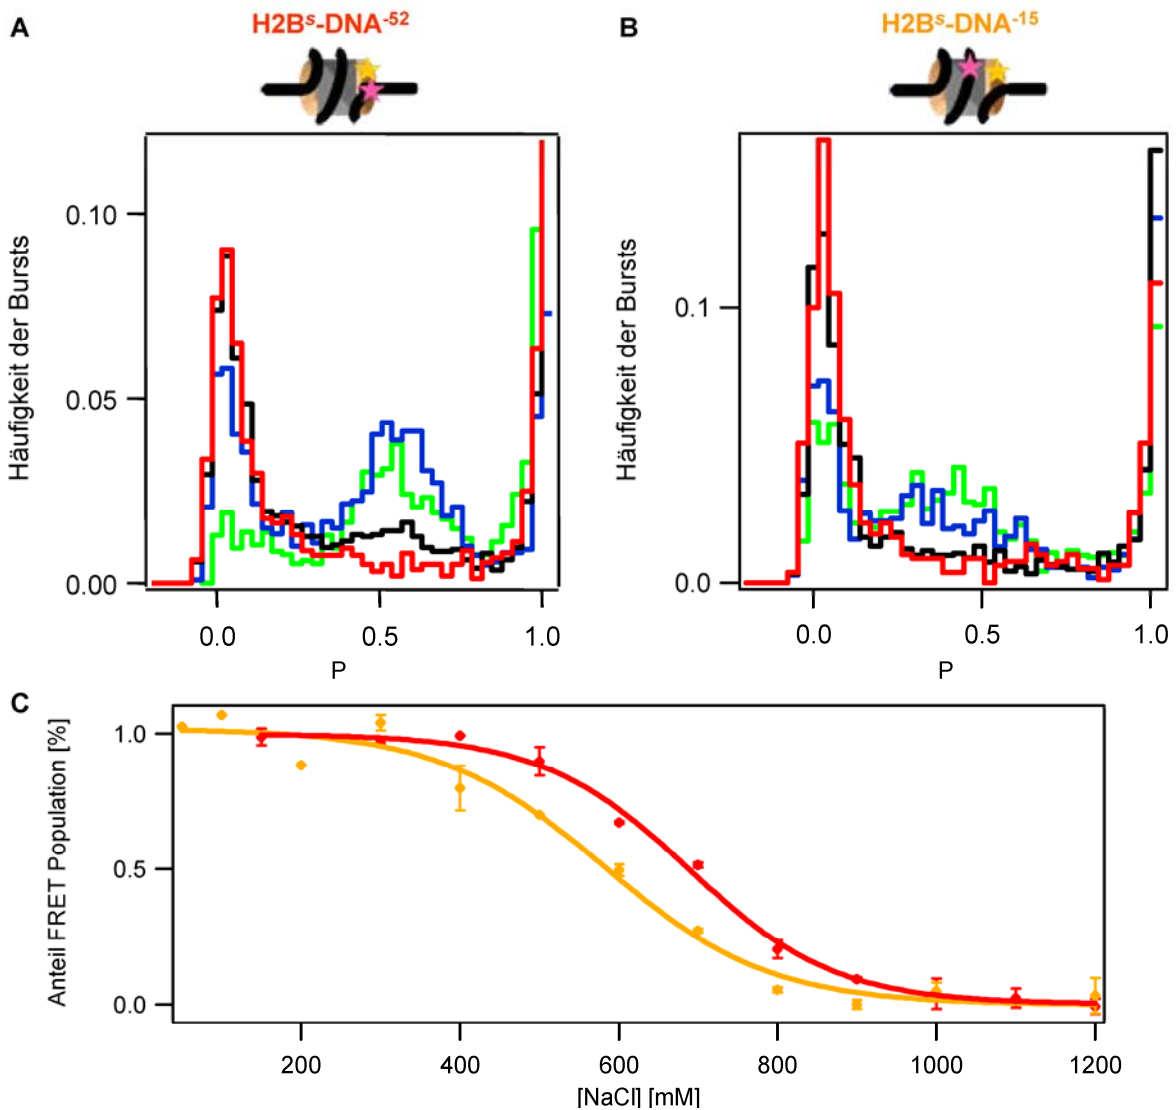 A
H2Bˢ-DNA⁻⁵²
Häufigkeit der Bursts
0.10
0.05
0.00
0.0 0.5 1.0
P
B
H2Bˢ-DNA⁻¹⁵
Häufigkeit der Bursts
0.1
0.0
0.0 0.5 1.0
P
C
Anteil FRET Population [%]
1.0
0.5
0.0
200 400 600 800 1000 1200
[NaCl] [mM]